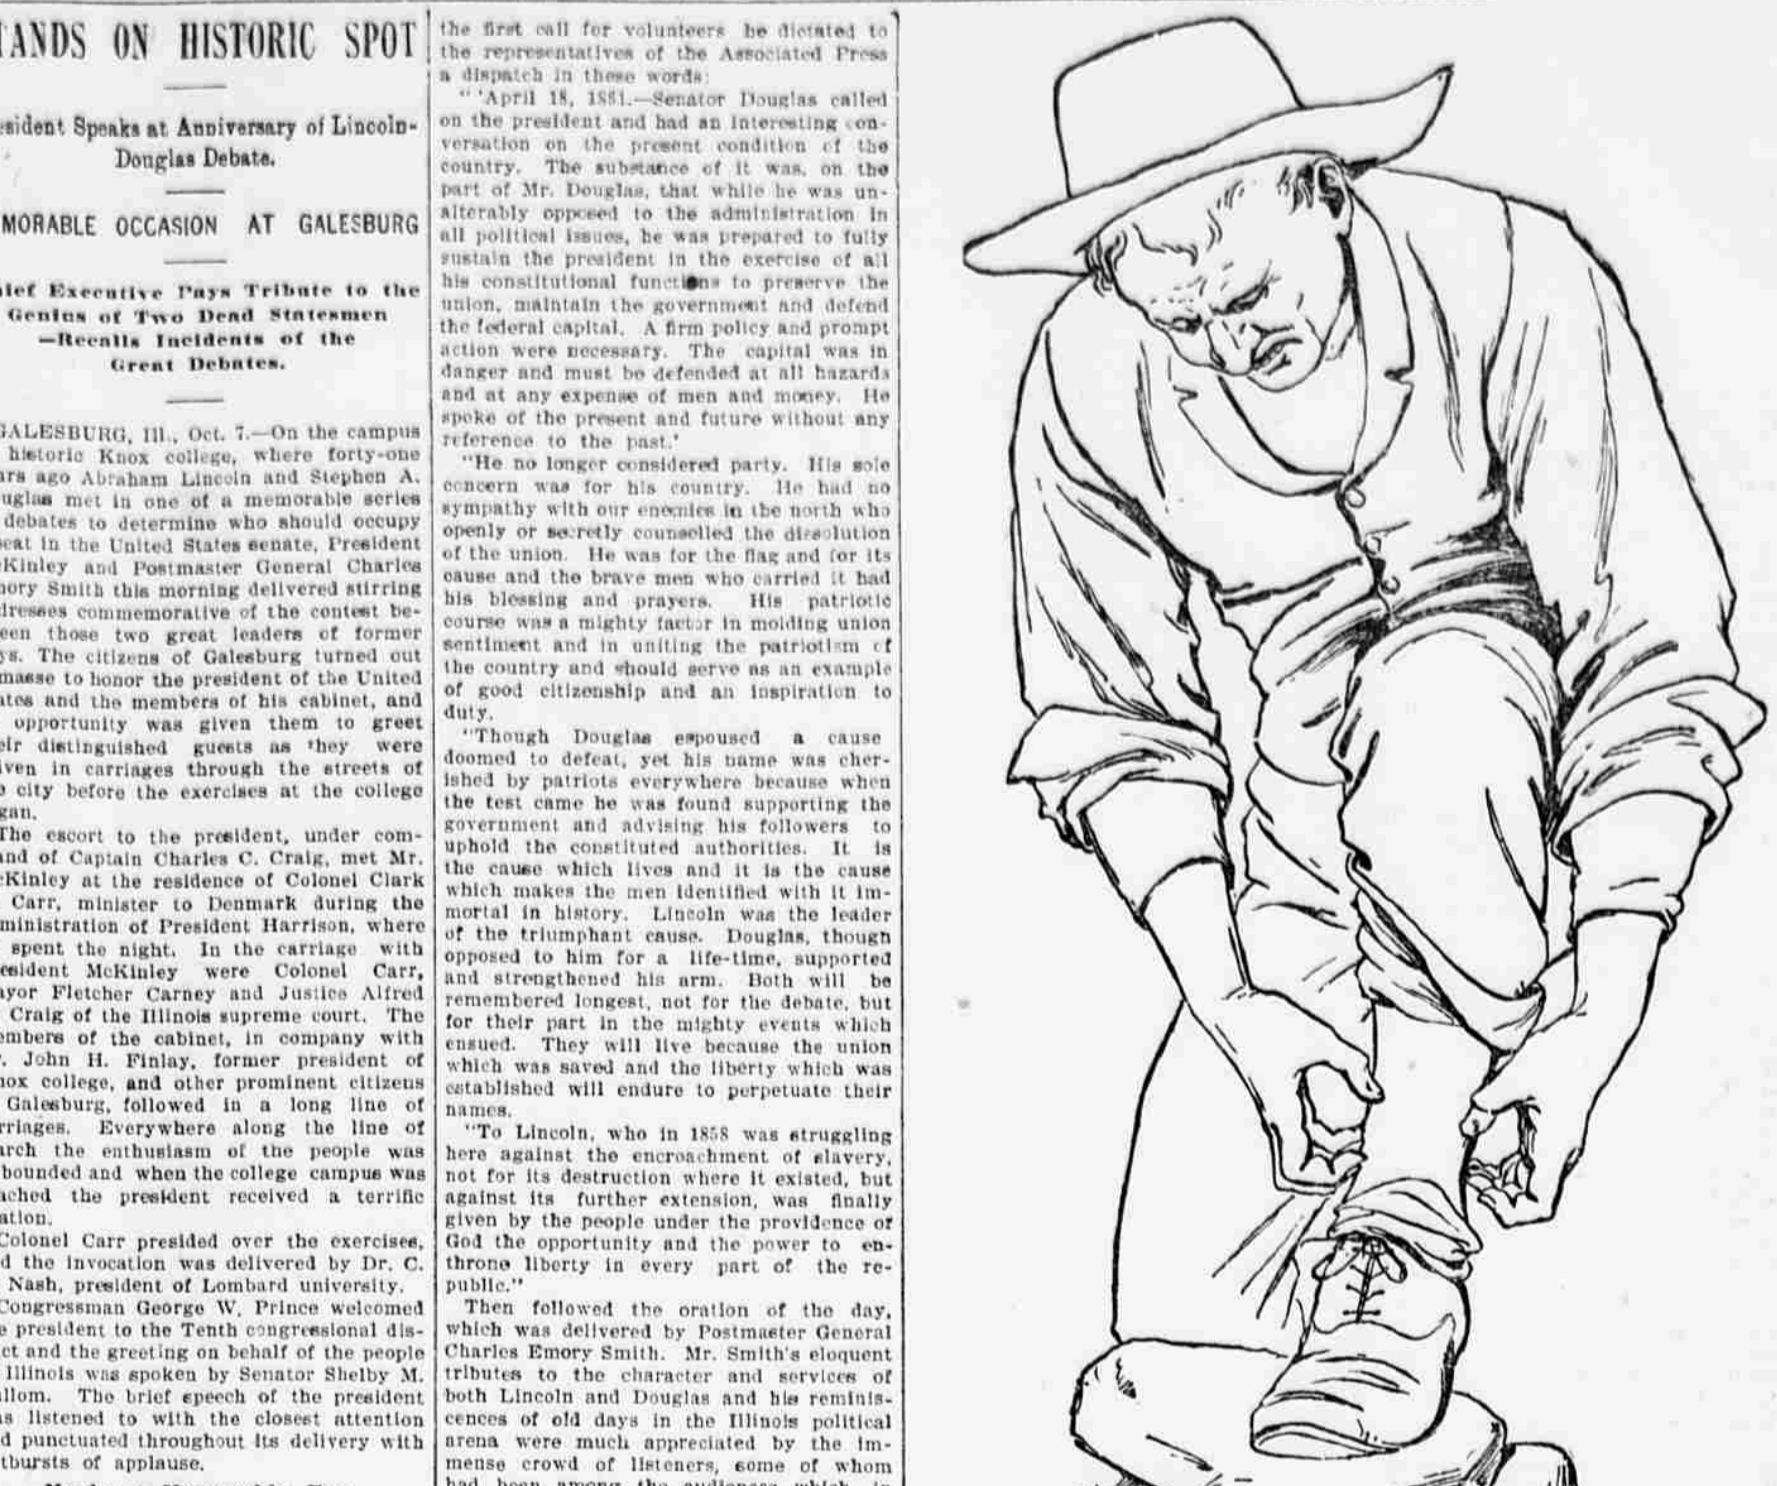 TANDS ON HISTORIC SPOT
esident Speaks at Anniversary of Lincoln-
Douglas Debate.
MORABLE OCCASION AT GALESBURG
hief Executive Pays Tribute to the
Genius of Two Dead Statesmen
—Recalls Incidents of the
Great Debates.
GALESBURG, Ill., Oct. 7.—On the campus
historic Knox college, where forty-one
ars ago Abraham Lincoln and Stephen A.
uglas met in one of a memorable series
debates to determine who should occupy
seat in the United States senate, President
cKinley and Postmaster General Charles
mory Smith this morning delivered stirring
dresses commemorative of the contest be-
een those two great leaders of former
ys. The citizens of Galesburg turned out
masse to honor the president of the United
ates and the members of his cabinet, and
opportunity was given them to greet
eir distinguished guests as they were
iven in carriages through the streets of
e city before the exercises at the college
gan.
The escort to the president, under com-
and of Captain Charles C. Craig, met Mr.
cKinley at the residence of Colonel Clark
Carr, minister to Denmark during the
ministration of President Harrison, where
spent the night. In the carriage with
esident McKinley were Colonel Carr,
ayor Fletcher Carney and Justice Alfred
Craig of the Illinois supreme court. The
embers of the cabinet, in company with
r. John H. Finlay, former president of
nox college, and other prominent citizens
Galesburg, followed in a long line of
rriages. Everywhere along the line of
arch the enthusiasm of the people was
bounded and when the college campus was
ached the president received a terrific
ation.
Colonel Carr presided over the exercises,
d the invocation was delivered by Dr. C.
Nash, president of Lombard university.
Congressman George W. Prince welcomed
e president to the Tenth congressional dis-
ct and the greeting on behalf of the people
Illinois was spoken by Senator Shelby M.
llom. The brief speech of the president
as listened to with the closest attention
d punctuated throughout its delivery with
tbursts of applause.
the first call for volunteers he dictated to
the representatives of the Associated Press
a dispatch in these words:
"'April 18, 1881.—Senator Douglas called
on the president and had an interesting con-
versation on the present condition of the
country. The substance of it was, on the
part of Mr. Douglas, that while he was un-
alterably opposed to the administration in
all political issues, he was prepared to fully
sustain the president in the exercise of all
his constitutional functions to preserve the
union, maintain the government and defend
the federal capital. A firm policy and prompt
action were necessary. The capital was in
danger and must be defended at all hazards
and at any expense of men and money. He
spoke of the present and future without any
reference to the past.'
"He no longer considered party. His sole
concern was for his country. He had no
sympathy with our enemies in the north who
openly or secretly counselled the dissolution
of the union. He was for the flag and for its
cause and the brave men who carried it had
his blessing and prayers. His patriotic
course was a mighty factor in molding union
sentiment and in uniting the patriotism of
the country and should serve as an example
of good citizenship and an inspiration to
duty.
"Though Douglas espoused a cause
doomed to defeat, yet his name was cher-
ished by patriots everywhere because when
the test came he was found supporting the
government and advising his followers to
uphold the constituted authorities. It is
the cause which lives and it is the cause
which makes the men identified with it im-
mortal in history. Lincoln was the leader
of the triumphant cause. Douglas, though
opposed to him for a life-time, supported
and strengthened his arm. Both will be
remembered longest, not for the debate, but
for their part in the mighty events which
ensued. They will live because the union
which was saved and the liberty which was
established will endure to perpetuate their
names.
"To Lincoln, who in 1858 was struggling
here against the encroachment of slavery,
not for its destruction where it existed, but
against its further extension, was finally
given by the people under the providence of
God the opportunity and the power to en-
throne liberty in every part of the re-
public."
Then followed the oration of the day,
which was delivered by Postmaster General
Charles Emory Smith. Mr. Smith's eloquent
tributes to the character and services of
both Lincoln and Douglas and his reminis-
cences of old days in the Illinois political
arena were much appreciated by the im-
mense crowd of listeners, some of whom
had been among the audiences which in